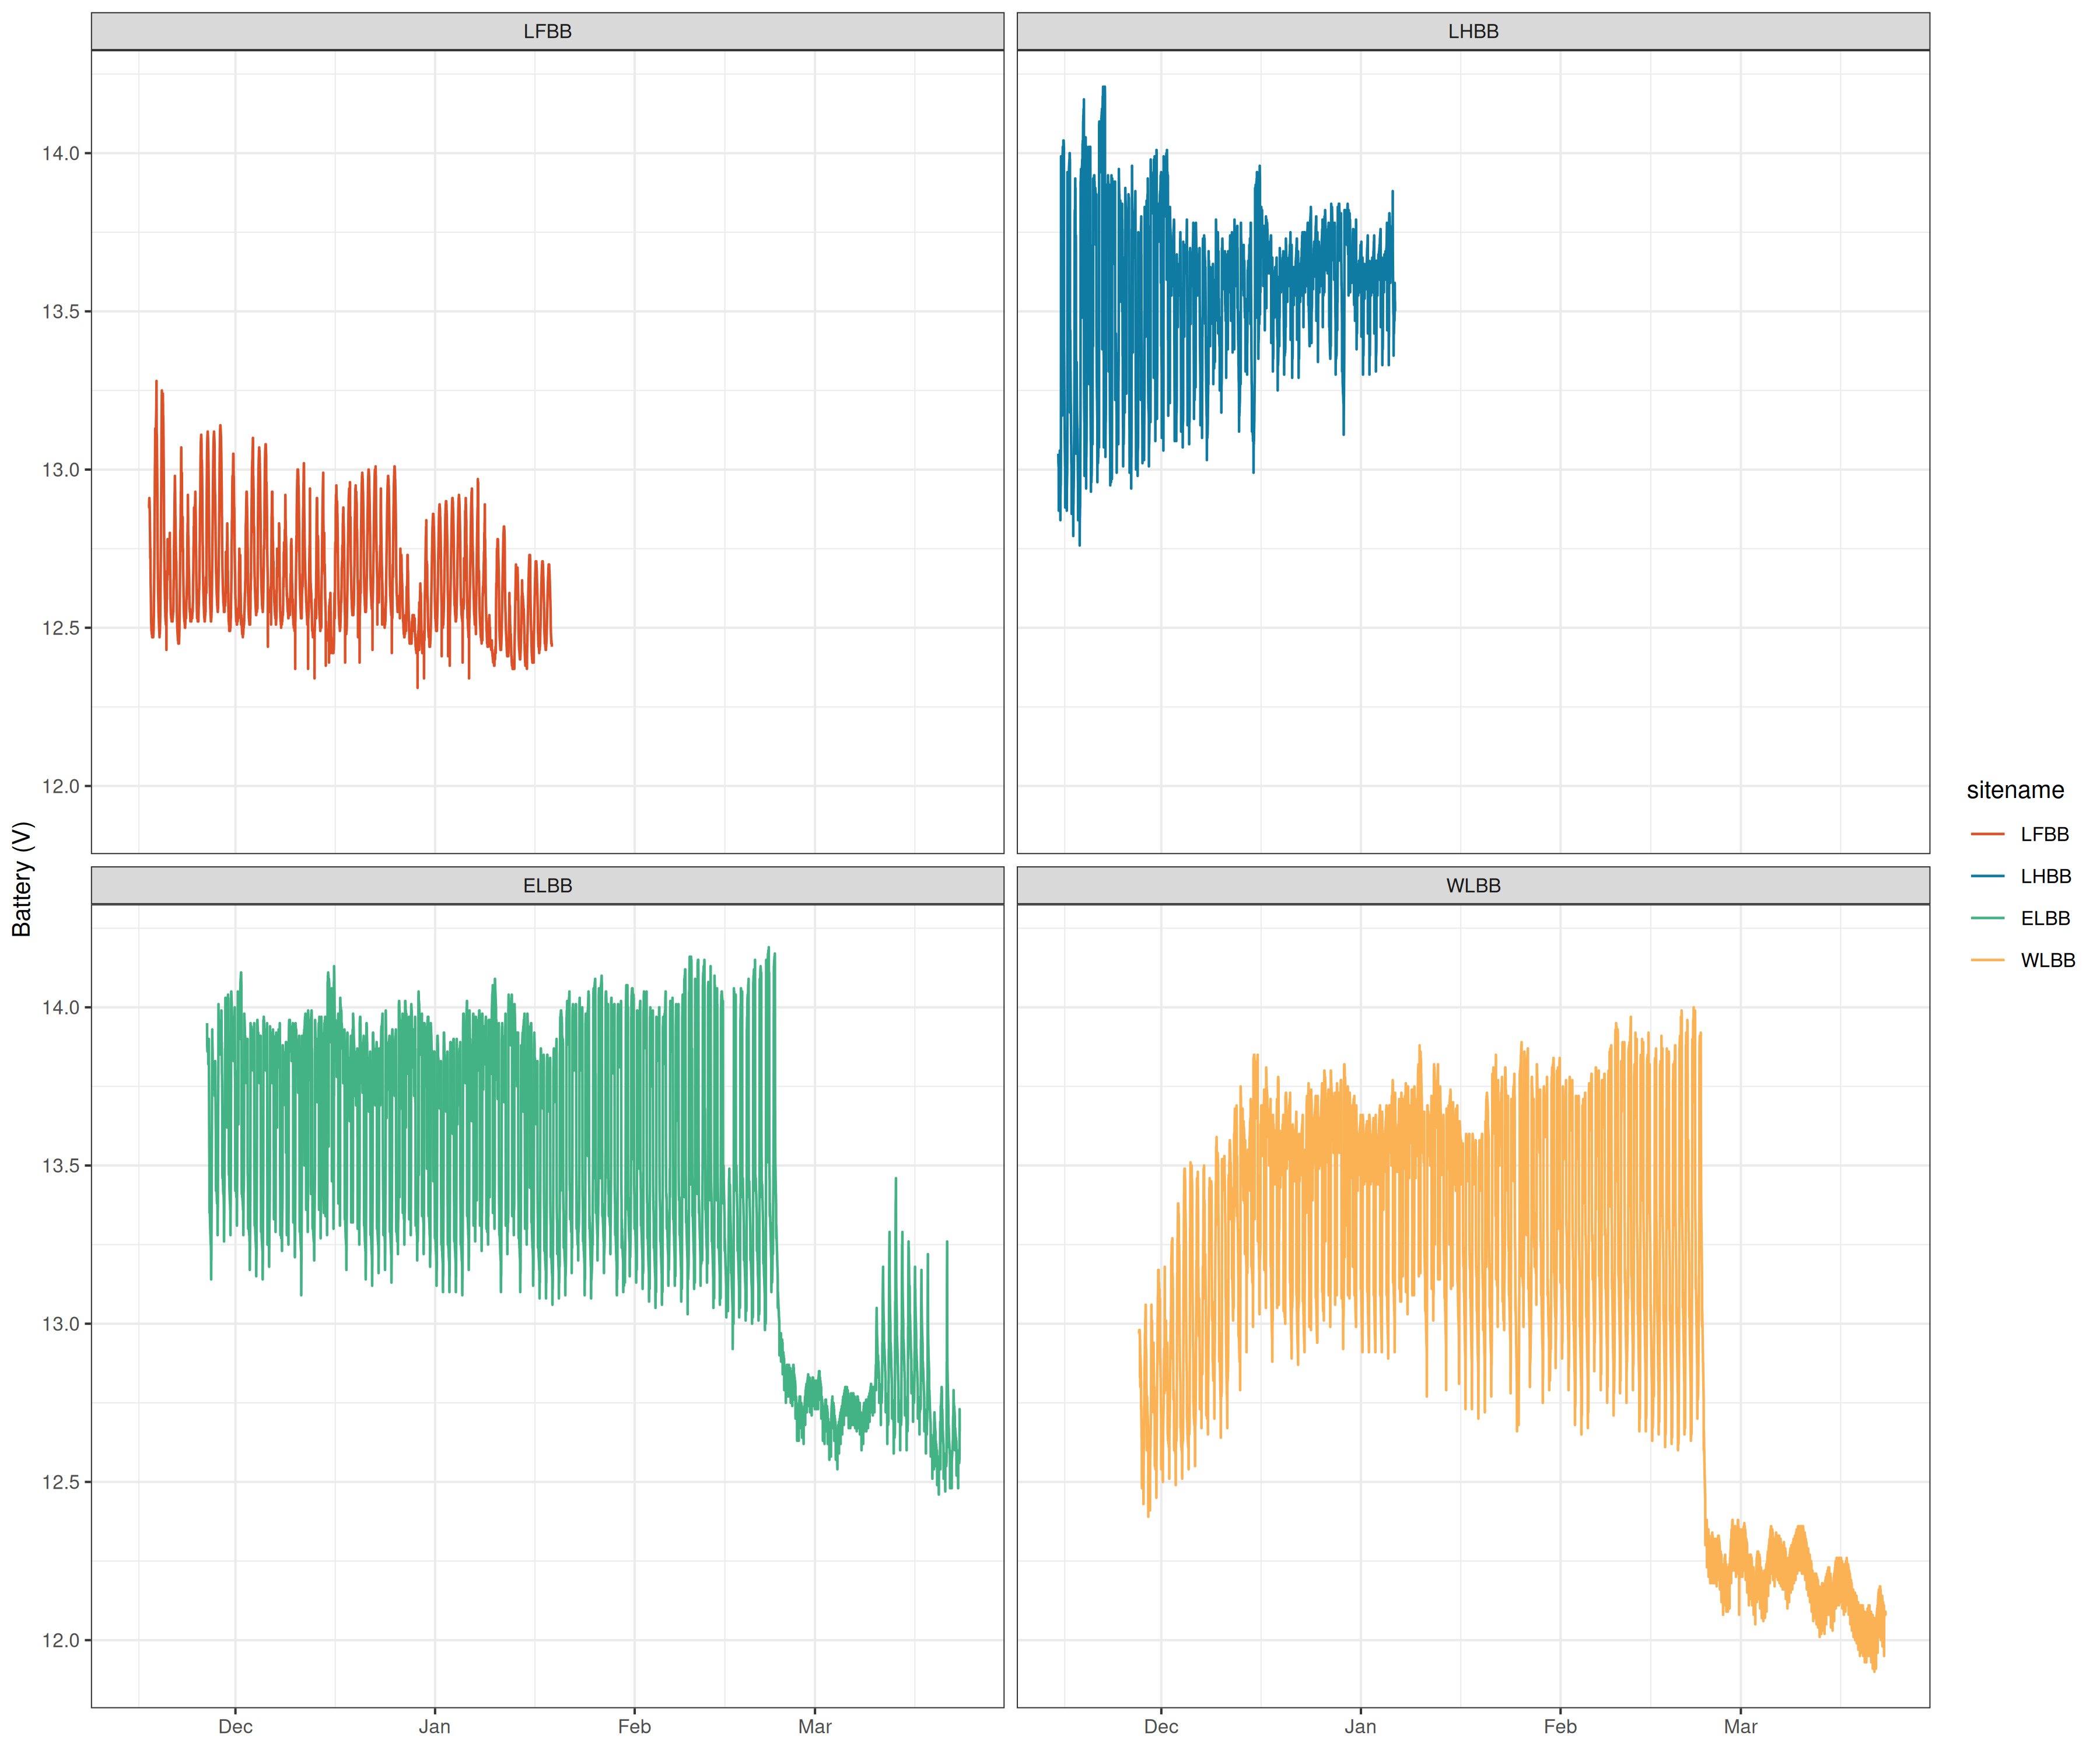 LFBB
LHBB
14.0
13.5
13.0
12.5
12.0
Battery (V)
ELBB
WLBB
14.0
13.5
13.0
12.5
12.0
Dec
Jan
Feb
Mar
Dec
Jan
Feb
Mar
sitename
LFBB
LHBB
ELBB
WLBB